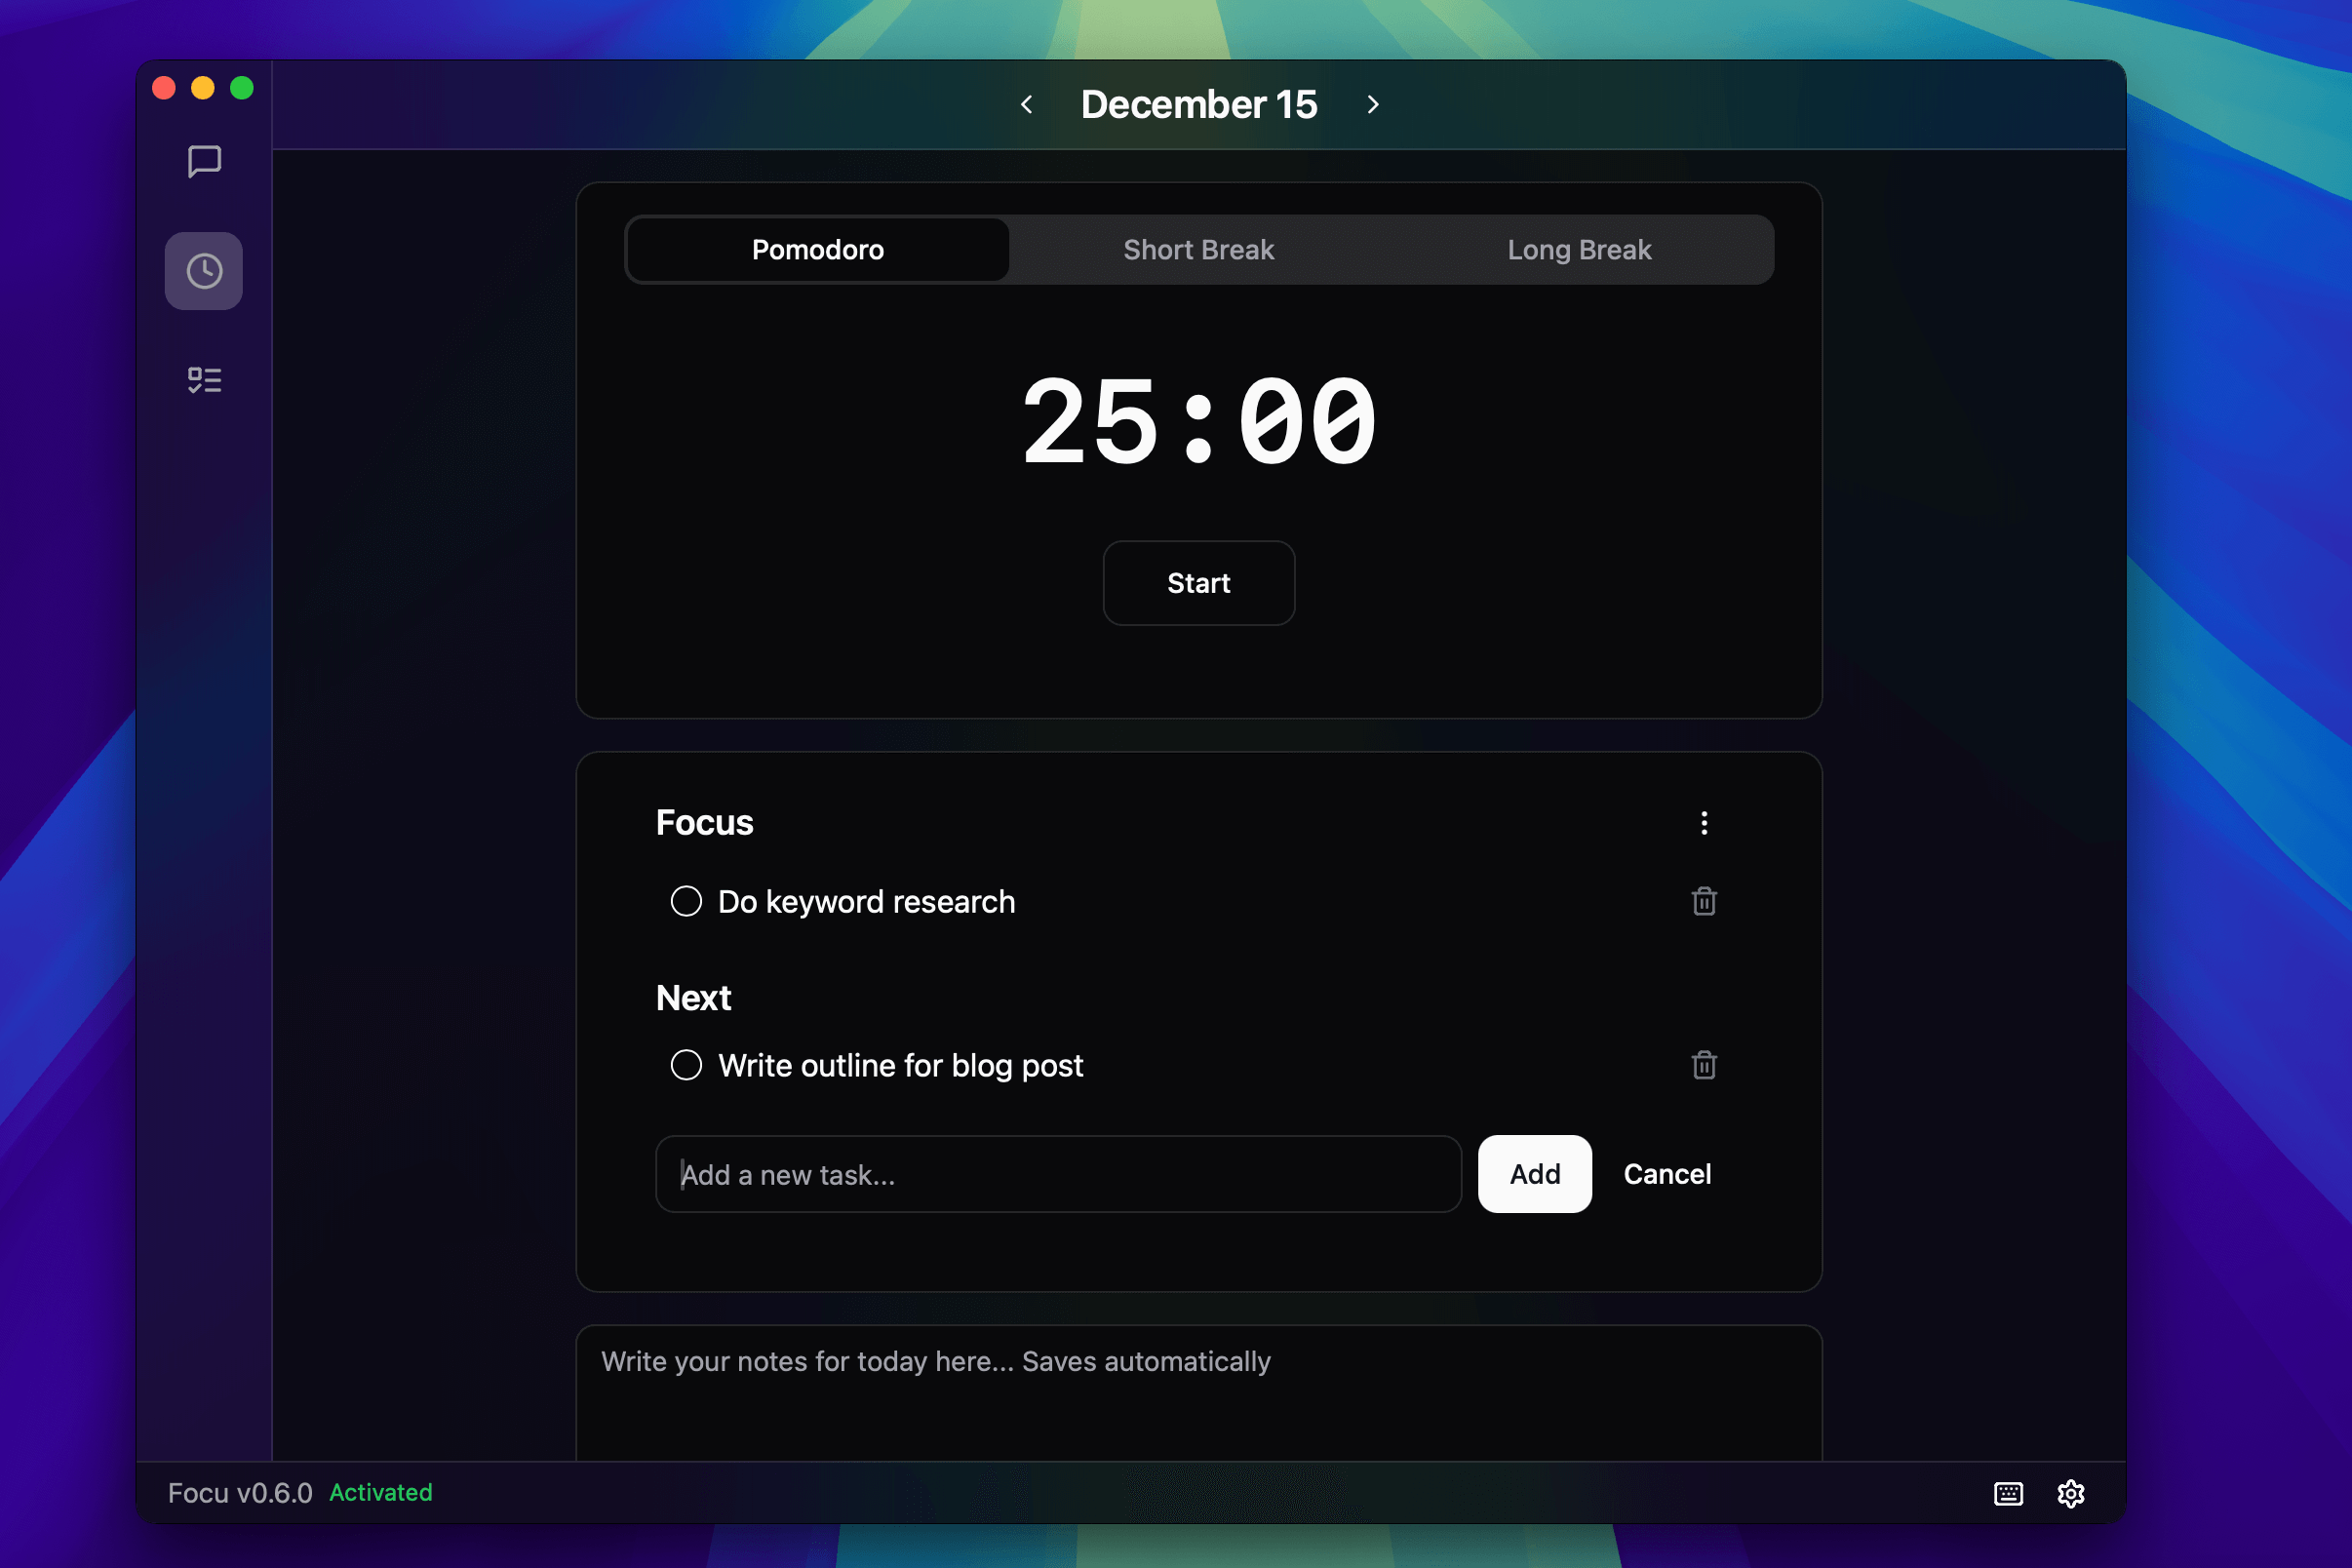 December 15
Pomodoro Short Break Long Break
25:00
Start
Focus
Do keyword research
Next
Write outline for blog post
Add a new task... Add Cancel
Write your notes for today here... Saves automatically
Focu v0.6.0 Activated